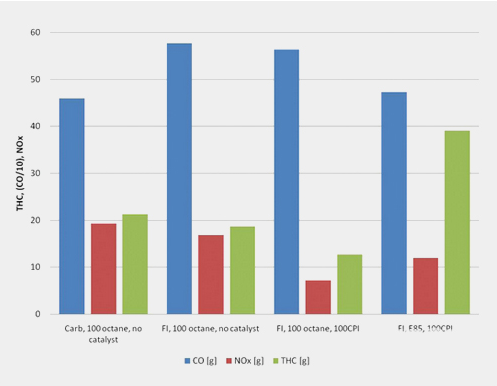 60
50
40
30
20
10
0
THC, (CO/10), NOx
Carb, 100 octane, no
catalyst
FI, 100 octane, no catalyst
FI, 100 octane, 100CPI
FI, E85, 100CPI
CO [g]
NOx [g]
THC [g]